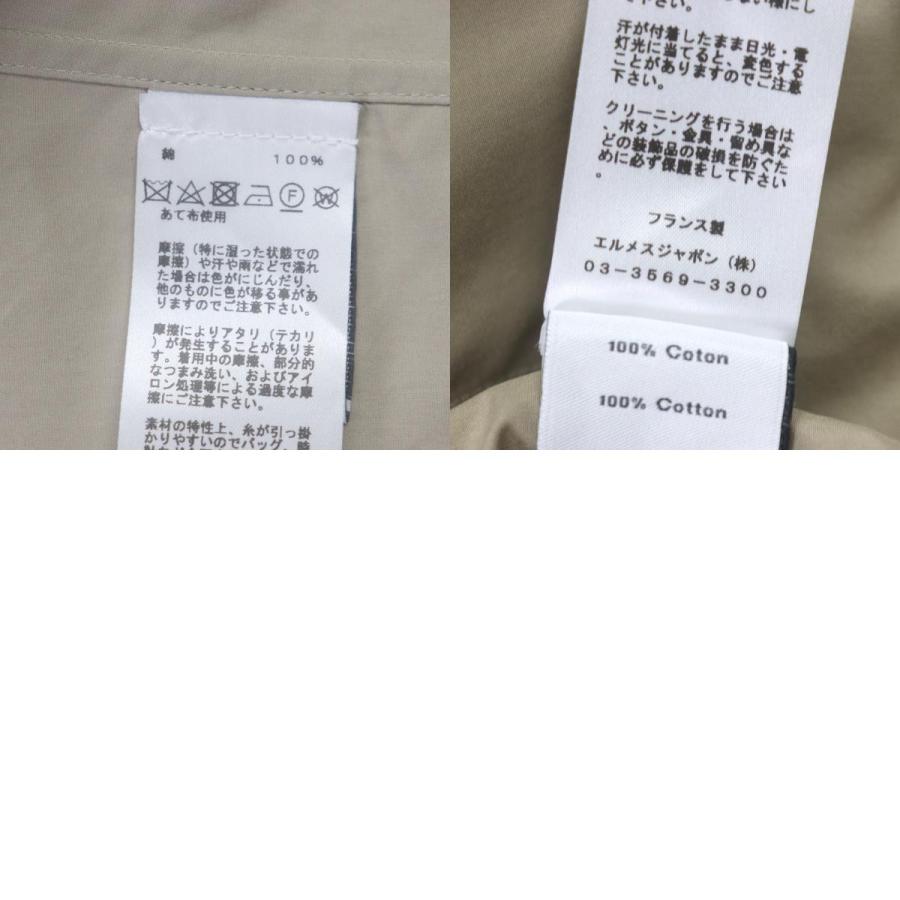 綿 100%
あて布使用
摩擦（特に湿った状態での
摩擦）や汗や雨などで濡れ
た場合は色がにじんだり、
他のものに色が移る事があ
りますのでご注意下さい。
摩擦によりアタリ（テカリ
）が発生することがありま
す。着用中の摩擦、部分的
なつまみ洗い、およびアイ
ロン処理等による過度な摩
擦にご注意下さい。
素材の特性上、糸が引っ掛
かりやすいのでバッグ、時
ない様にし
て下さい。
汗が付着したまま日光・電
灯光に当てると、変色する
ことがありますのでご注意
下さい。
クリーニングを行う場合は
、ボタン・金具・留め具な
どの装飾品の破損を防ぐた
めに必ず保護をして下さい
。
フランス製
エルメスジャポン（株）
03-3569-3300
100% Coton
100% Cotton